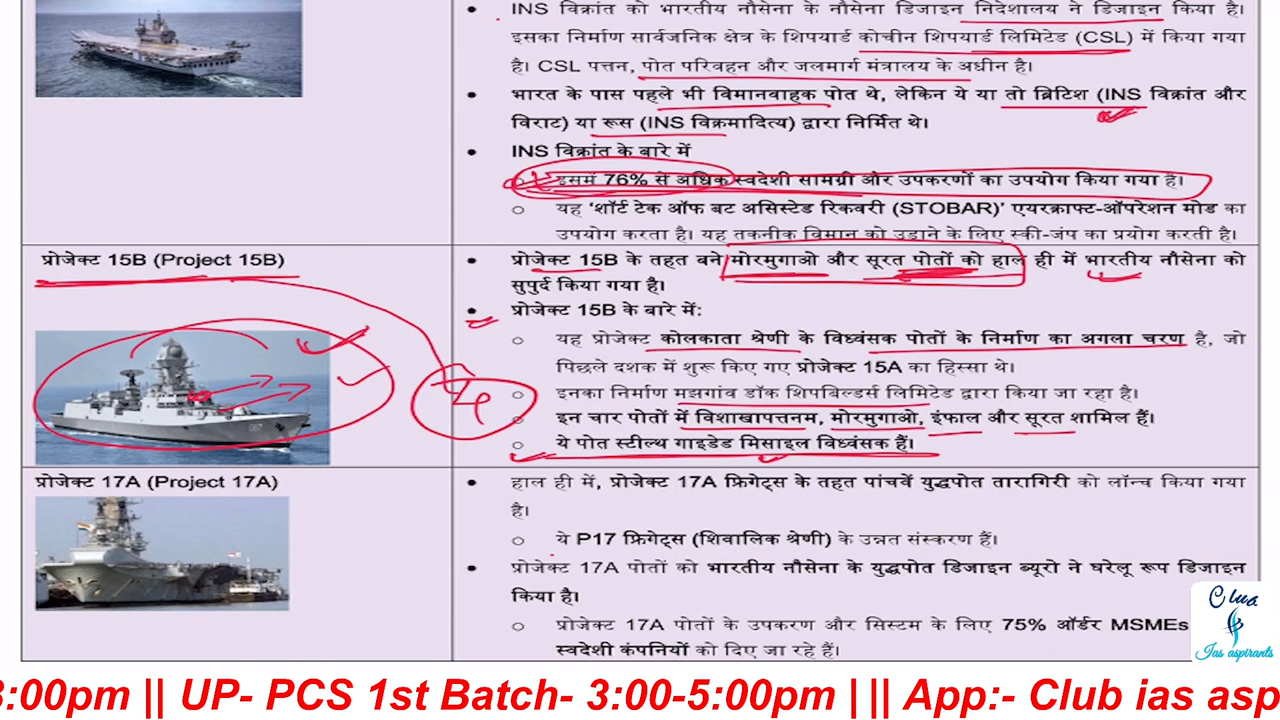 INS विक्रांत को भारतीय नौसेना के नौसेना डिजाइन निदेशालय ने डिजाइन किया है।
इसका निर्माण सार्वजनिक क्षेत्र के शिपयार्ड कोचीन शिपयार्ड लिमिटेड (CSL) में किया गया
है। CSL पत्तन, पोत परिवहन और जलमार्ग मंत्रालय के अधीन है।
भारत के पास पहले भी विमानवाहक पोत थे, लेकिन ये या तो ब्रिटिश (INS विक्रांत और
विराट) या रूस (INS विक्रमादित्य) द्वारा निर्मित थे।
INS विक्रांत के बारे में
इसमें 76% से अधिक स्वदेशी सामग्री और उपकरणों का उपयोग किया गया है।
यह 'शॉर्ट टेक ऑफ बट असिस्टेड रिकवरी (STOBAR)' एयरक्राफ्ट-ऑपरेशन मोड का
उपयोग करता है। यह तकनीक विमान को उड़ाने के लिए स्की-जंप का प्रयोग करती है।
प्रोजेक्ट 15B (Project 15B)
प्रोजेक्ट 15B के तहत बने मोरमुगाओ और सूरत पोतों को हाल ही में भारतीय नौसेना को
सुपुर्द किया गया है।
प्रोजेक्ट 15B के बारे में:
यह प्रोजेक्ट कोलकाता श्रेणी के विध्वंसक पोतों के निर्माण का अगला चरण है, जो
पिछले दशक में शुरू किए गए प्रोजेक्ट 15A का हिस्सा थे।
इनका निर्माण मझगांव डॉक शिपबिल्डर्स लिमिटेड द्वारा किया जा रहा है।
इन चार पोतों में विशाखापत्तनम, मोरमुगाओ, इंफाल और सूरत शामिल हैं।
ये पोत स्टील्थ गाइडेड मिसाइल विध्वंसक हैं।
प्रोजेक्ट 17A (Project 17A)
हाल ही में, प्रोजेक्ट 17A फ्रिगेट्स के तहत पांचवें युद्धपोत तारागिरी को लॉन्च किया गया
है।
ये P17 फ्रिगेट्स (शिवालिक श्रेणी) के उन्नत संस्करण हैं।
प्रोजेक्ट 17A पोतों को भारतीय नौसेना के युद्धपोत डिजाइन ब्यूरो ने घरेलू रूप डिजाइन
किया है।
प्रोजेक्ट 17A पोतों के उपकरण और सिस्टम के लिए 75% ऑर्डर MSMEs
स्वदेशी कंपनियों को दिए जा रहे हैं।
Club
Ias aspirants
3:00pm || UP- PCS 1st Batch- 3:00-5:00pm | || App:- Club ias asp